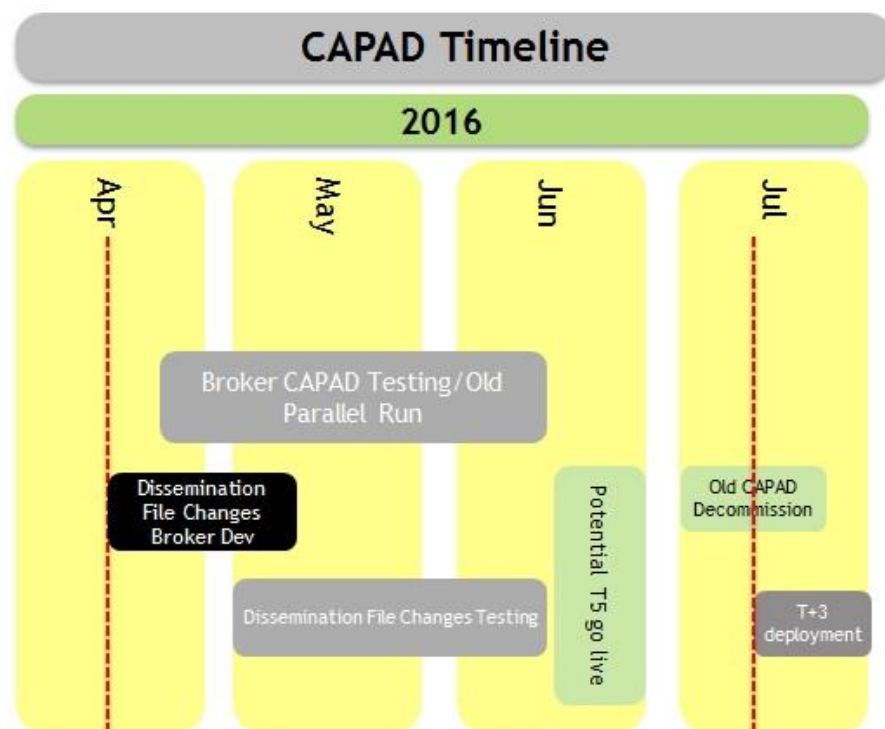 CAPAD Timeline
2016
Apr
May
Jun
Jul
Broker CAPAD Testing/Old
Parallel Run
Dissemination
File Changes
Broker Dev
Potential T5 go live
Old CAPAD
Decommission
Dissemination File Changes Testing
T+3
deployment